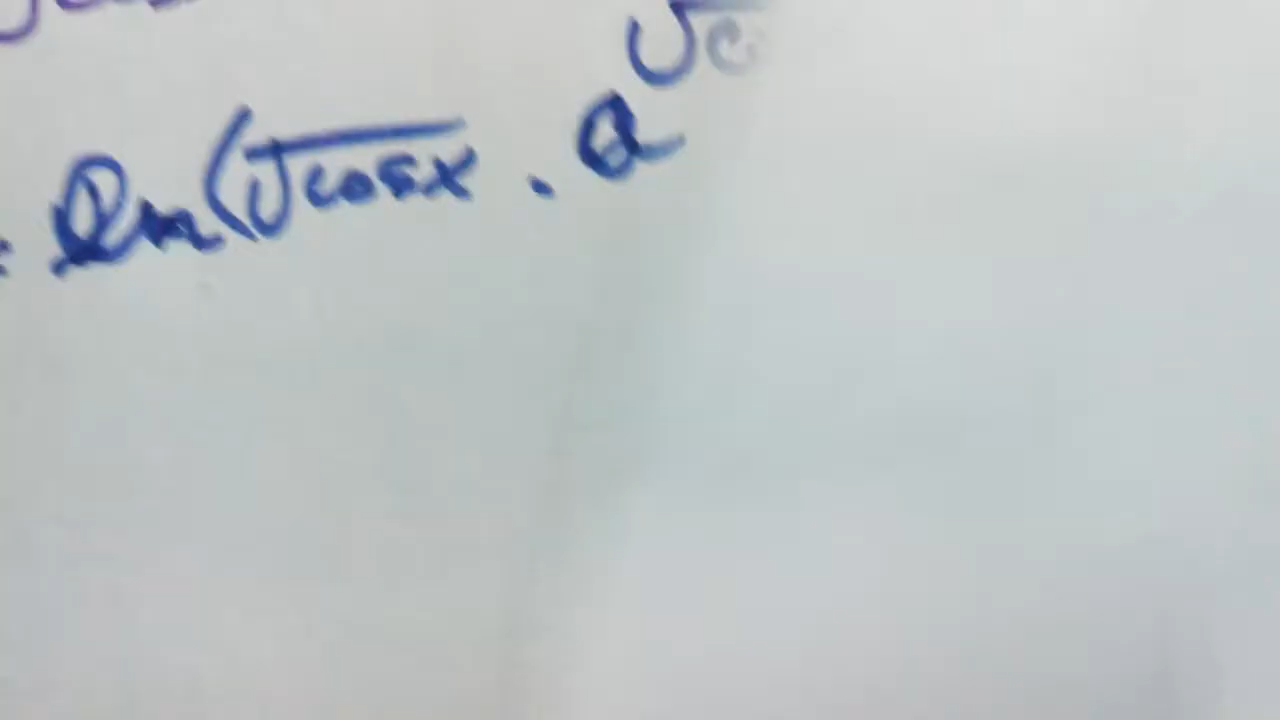 = ln(√cosx . a^√c